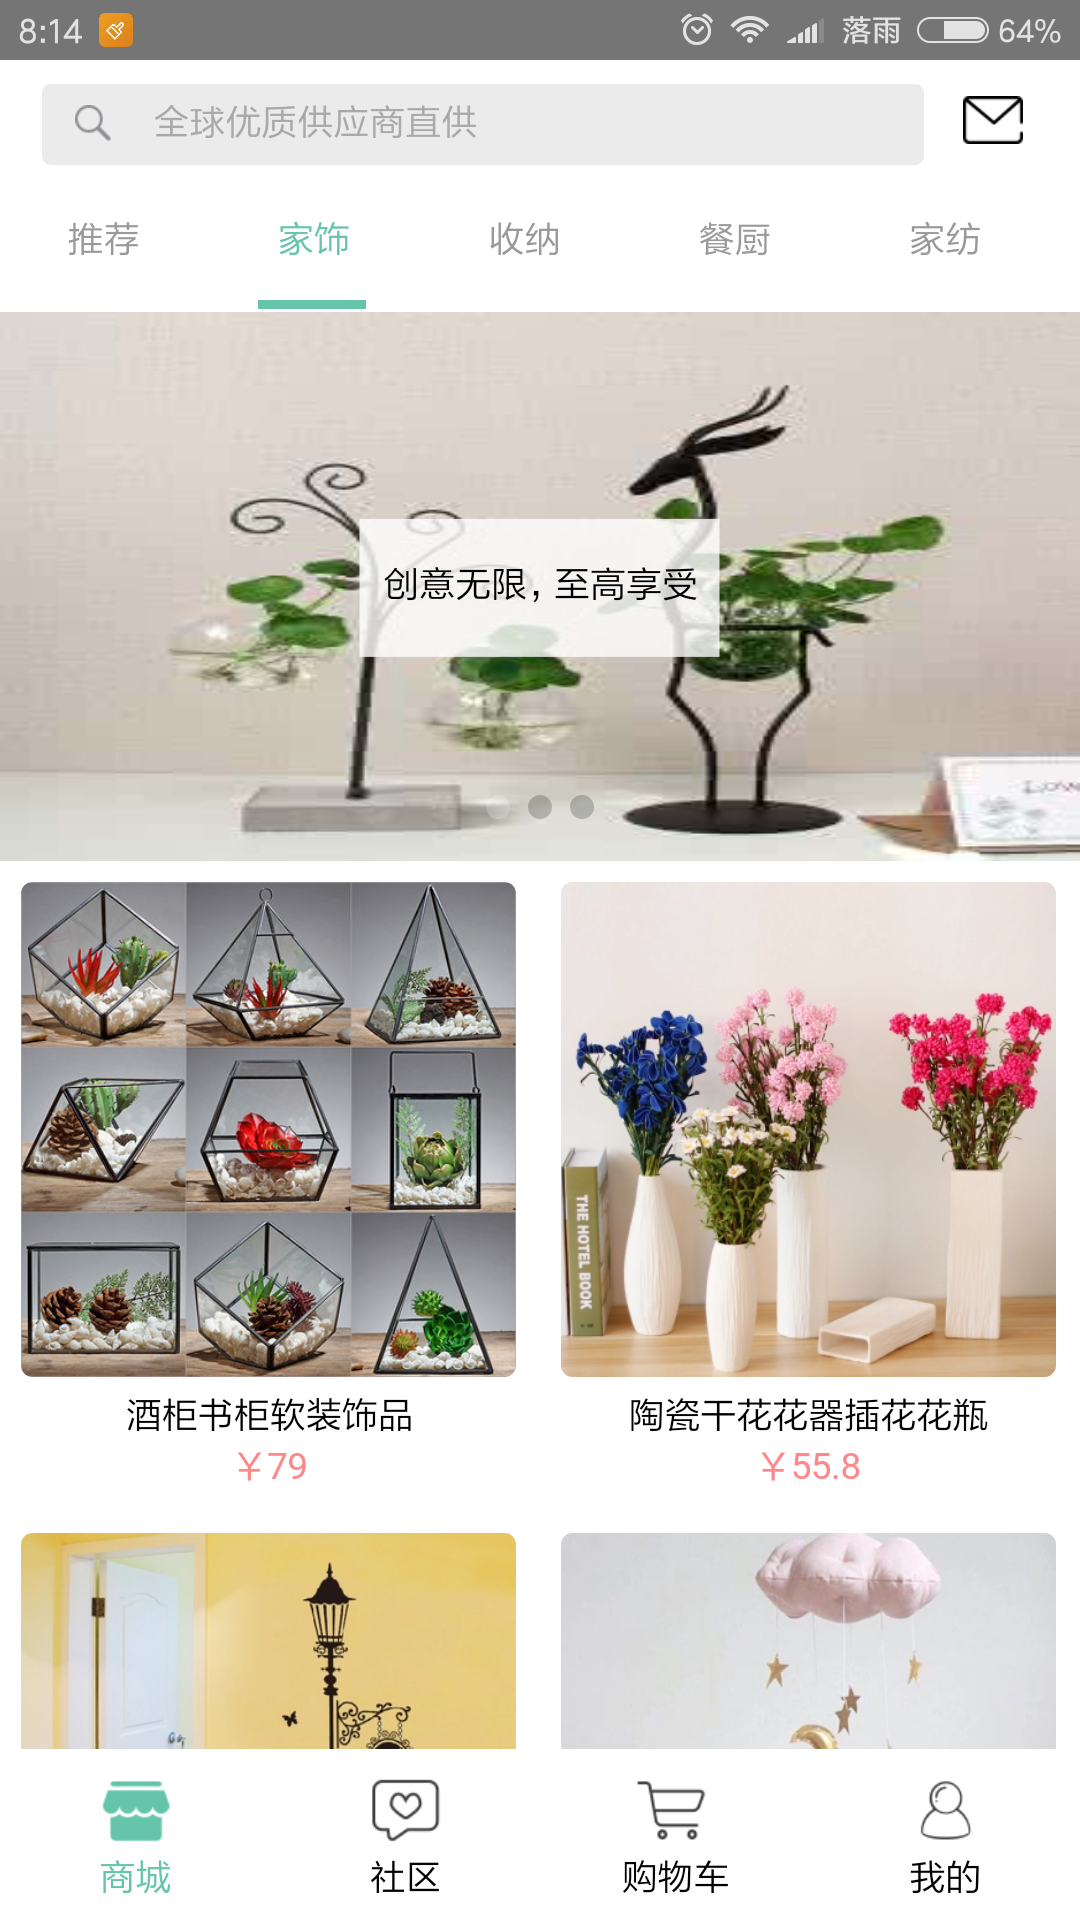 8:14 落雨 64%
全球优质供应商直供
推荐 家饰 收纳 餐厨 家纺
创意无限，至高享受
THE HOTEL BOOK
酒柜书柜软装饰品 陶瓷干花花器插花花瓶
￥79 ￥55.8
商城 社区 购物车 我的